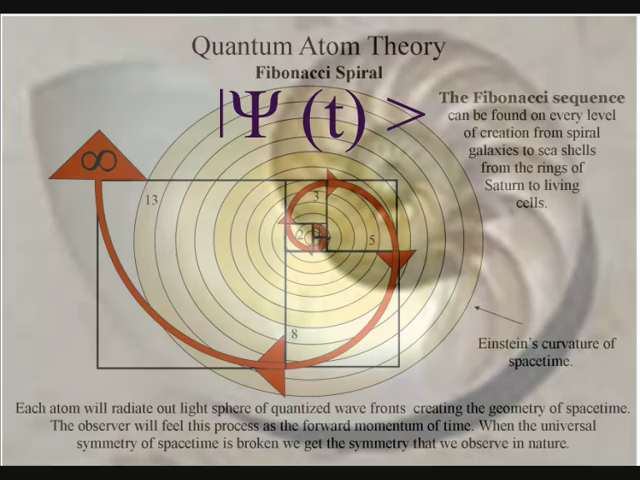 Quantum Atom Theory
Fibonacci Spiral
|Ψ (t) >
The Fibonacci sequence
can be found on every level
of creation from spiral
galaxies to sea shells
from the rings of
Saturn to living
cells.
∞
13
3
2
5
8
Einstein's curvature of
spacetime.
Each atom will radiate out light sphere of quantized wave fronts creating the geometry of spacetime.
The observer will feel this process as the forward momentum of time. When the universal
symmetry of spacetime is broken we get the symmetry that we observe in nature.